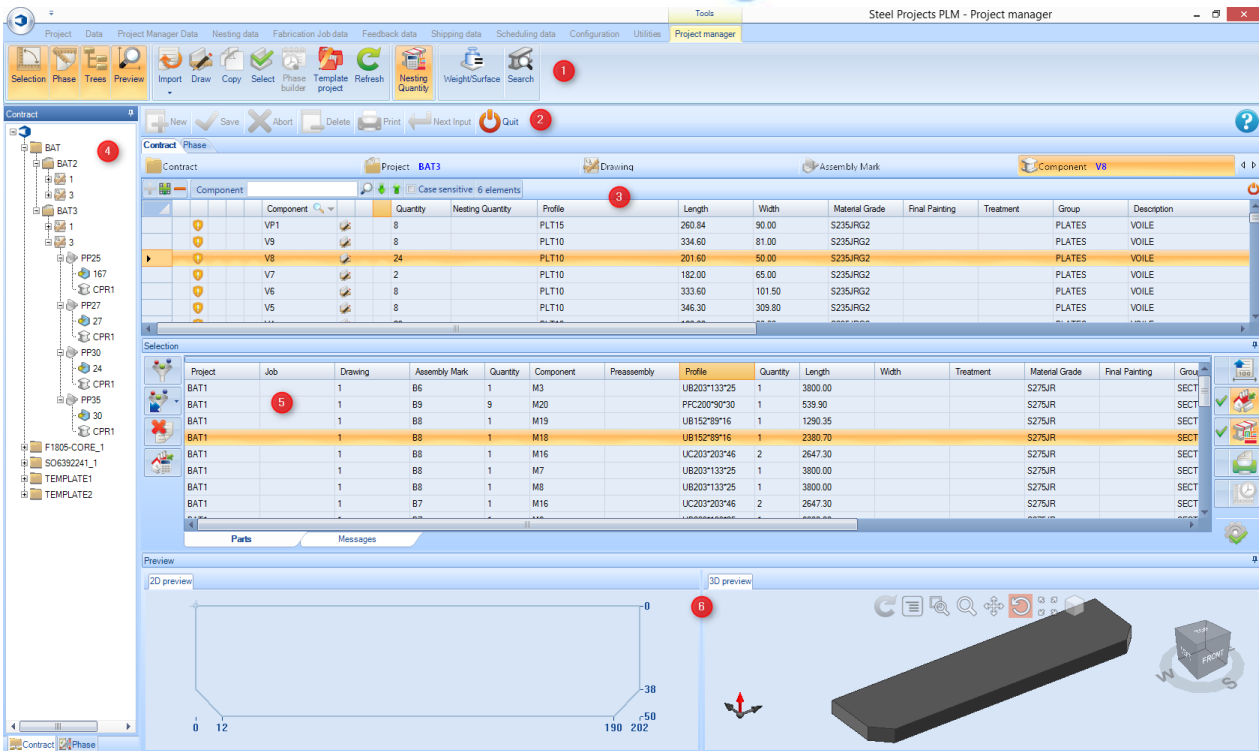 Tools
Steel Projects PLM - Project manager
Project Data Project Manager Data Nesting data Fabrication Job data Feedback data Shipping data Scheduling data Configuration Utilities Project manager
Selection Phase Trees Preview Import Draw Copy Select Phase builder Template project Refresh Nesting Quantity Weight/Surface Search 1
Contract
New Save Abort Delete Print Next Input Quit 2
Contract Phase
Contract Project BAT3 Drawing Assembly Mark Component V8
Component Case sensitive 6 elements 3
Component Quantity Nesting Quantity Profile Length Width Material Grade Final Painting Treatment Group Description
VP1 8 PLT15 260.84 90.00 S235JRG2 PLATES VOILE
V9 8 PLT10 334.60 81.00 S235JRG2 PLATES VOILE
V8 24 PLT10 201.60 50.00 S235JRG2 PLATES VOILE
V7 2 PLT10 182.00 65.00 S235JRG2 PLATES VOILE
V6 8 PLT10 333.60 101.50 S235JRG2 PLATES VOILE
V5 8 PLT10 346.30 309.80 S235JRG2 PLATES VOILE
4
BAT
BAT2
1
3
BAT3
1
3
PP25
167
CPR1
PP27
27
CPR1
PP30
24
CPR1
PP35
30
CPR1
F1805-CORE_1
SO6392241_1
TEMPLATE1
TEMPLATE2
Contract Phase
Selection
Project Job Drawing Assembly Mark Quantity Component Preassembly Profile Quantity Length Width Treatment Material Grade Final Painting Grou
BAT1 1 B6 1 M3 UB203*133*25 1 3800.00 S275JR SECT
BAT1 5 1 B9 9 M20 PFC200*90*30 1 539.90 S275JR SECT
BAT1 1 B8 1 M19 UB152*89*16 1 1290.35 S275JR SECT
BAT1 1 B8 1 M18 UB152*89*16 1 2380.70 S275JR SECT
BAT1 1 B8 1 M16 UC203*203*46 2 2647.30 S275JR SECT
BAT1 1 B8 1 M7 UB203*133*25 1 3800.00 S275JR SECT
BAT1 1 B8 1 M8 UB203*133*25 1 3800.00 S275JR SECT
BAT1 1 B7 1 M16 UC203*203*46 2 2647.30 S275JR SECT
Parts Messages
Preview
2D preview
3D preview
6
0
38
50
0 12 190 202
FRONT
W S